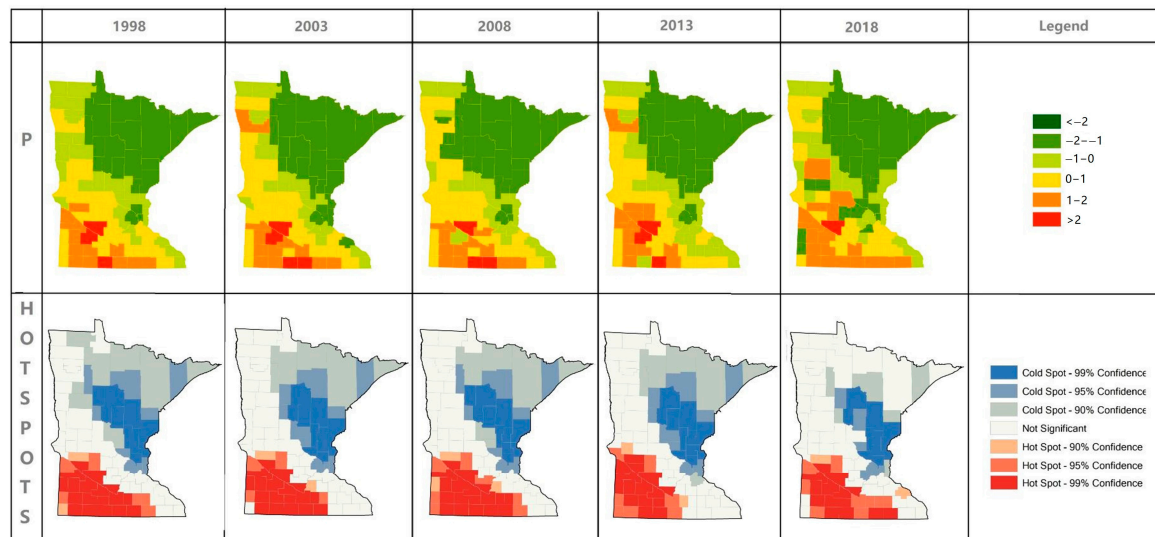 1998 2003 2008 2013 2018 Legend
P
<−2
−2-−1
−1-0
0-1
1-2
>2
HOTSPOTS
Cold Spot - 99% Confidence
Cold Spot - 95% Confidence
Cold Spot - 90% Confidence
Not Significant
Hot Spot - 90% Confidence
Hot Spot - 95% Confidence
Hot Spot - 99% Confidence